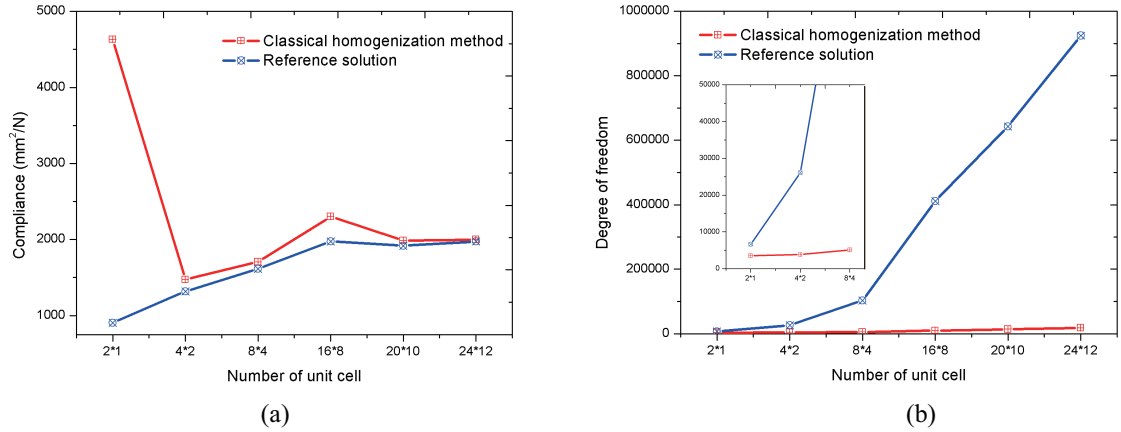 5000
4000
3000
2000
1000
Compliance (mm²/N)
Classical homogenization method
Reference solution
2*1 4*2 8*4 16*8 20*10 24*12
Number of unit cell
(a)
1000000
800000
600000
400000
200000
0
Degree of freedom
Classical homogenization method
Reference solution
50000
40000
30000
20000
10000
0
2*1 4*2 8*4
2*1 4*2 8*4 16*8 20*10 24*12
Number of unit cell
(b)